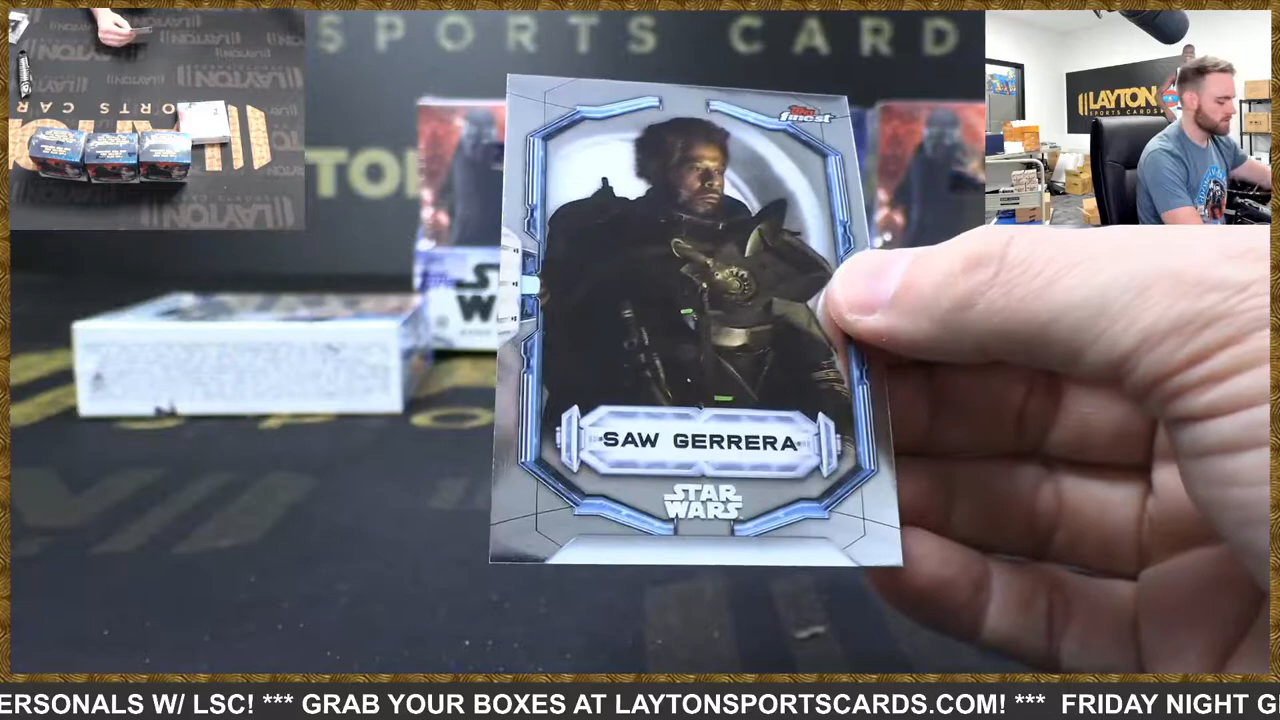 SPORTS CARD
LAYTON
SPORTS CARDS
LAYTON
Topps
finest
SAW GERRERA
STAR
WARS
ERSONALS W/ LSC! *** GRAB YOUR BOXES AT LAYTONSPORTSCARDS.COM! *** FRIDAY NIGHT G